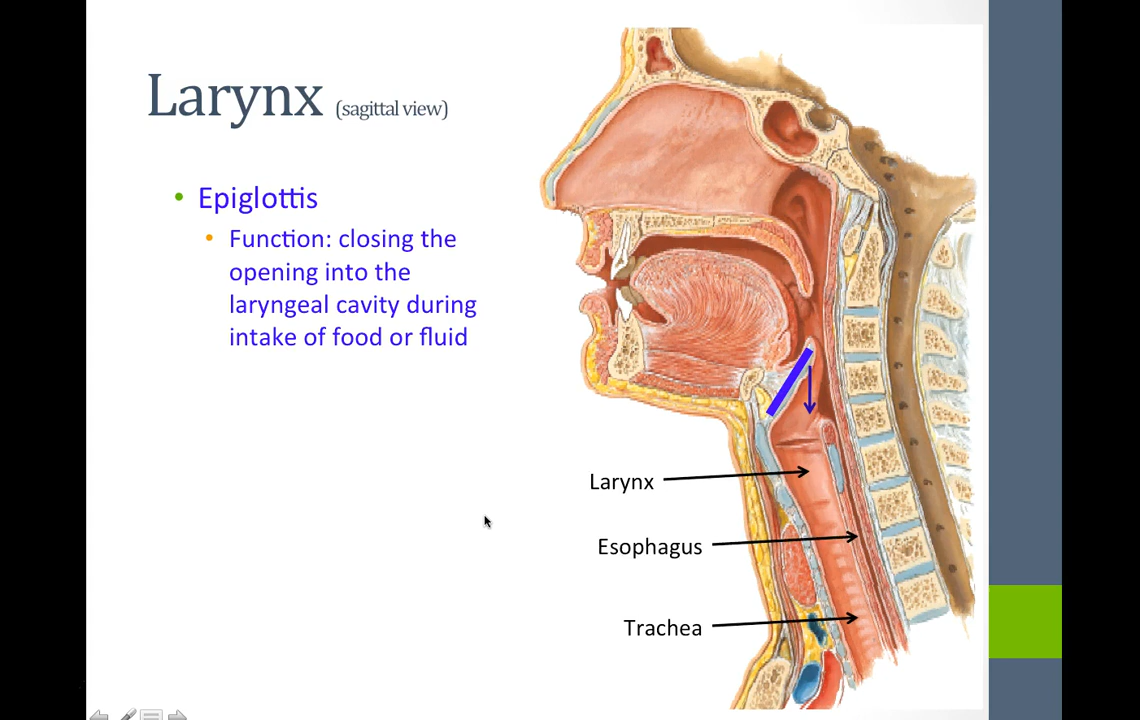 Larynx (sagittal view)
• Epiglottis
• Function: closing the
opening into the
laryngeal cavity during
intake of food or fluid
Larynx
Esophagus
Trachea